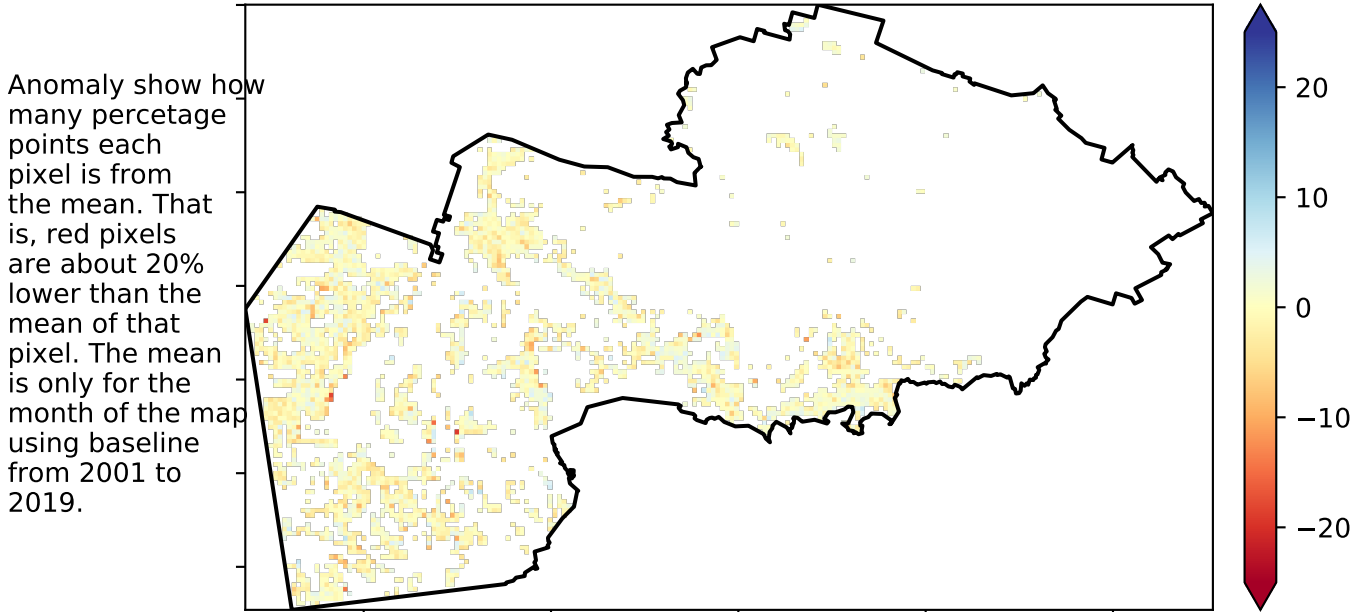 Anomaly show how
many percetage
points each
pixel is from
the mean. That
is, red pixels
are about 20%
lower than the
mean of that
pixel. The mean
is only for the
month of the map
using baseline
from 2001 to
2019.
20
10
0
−10
−20